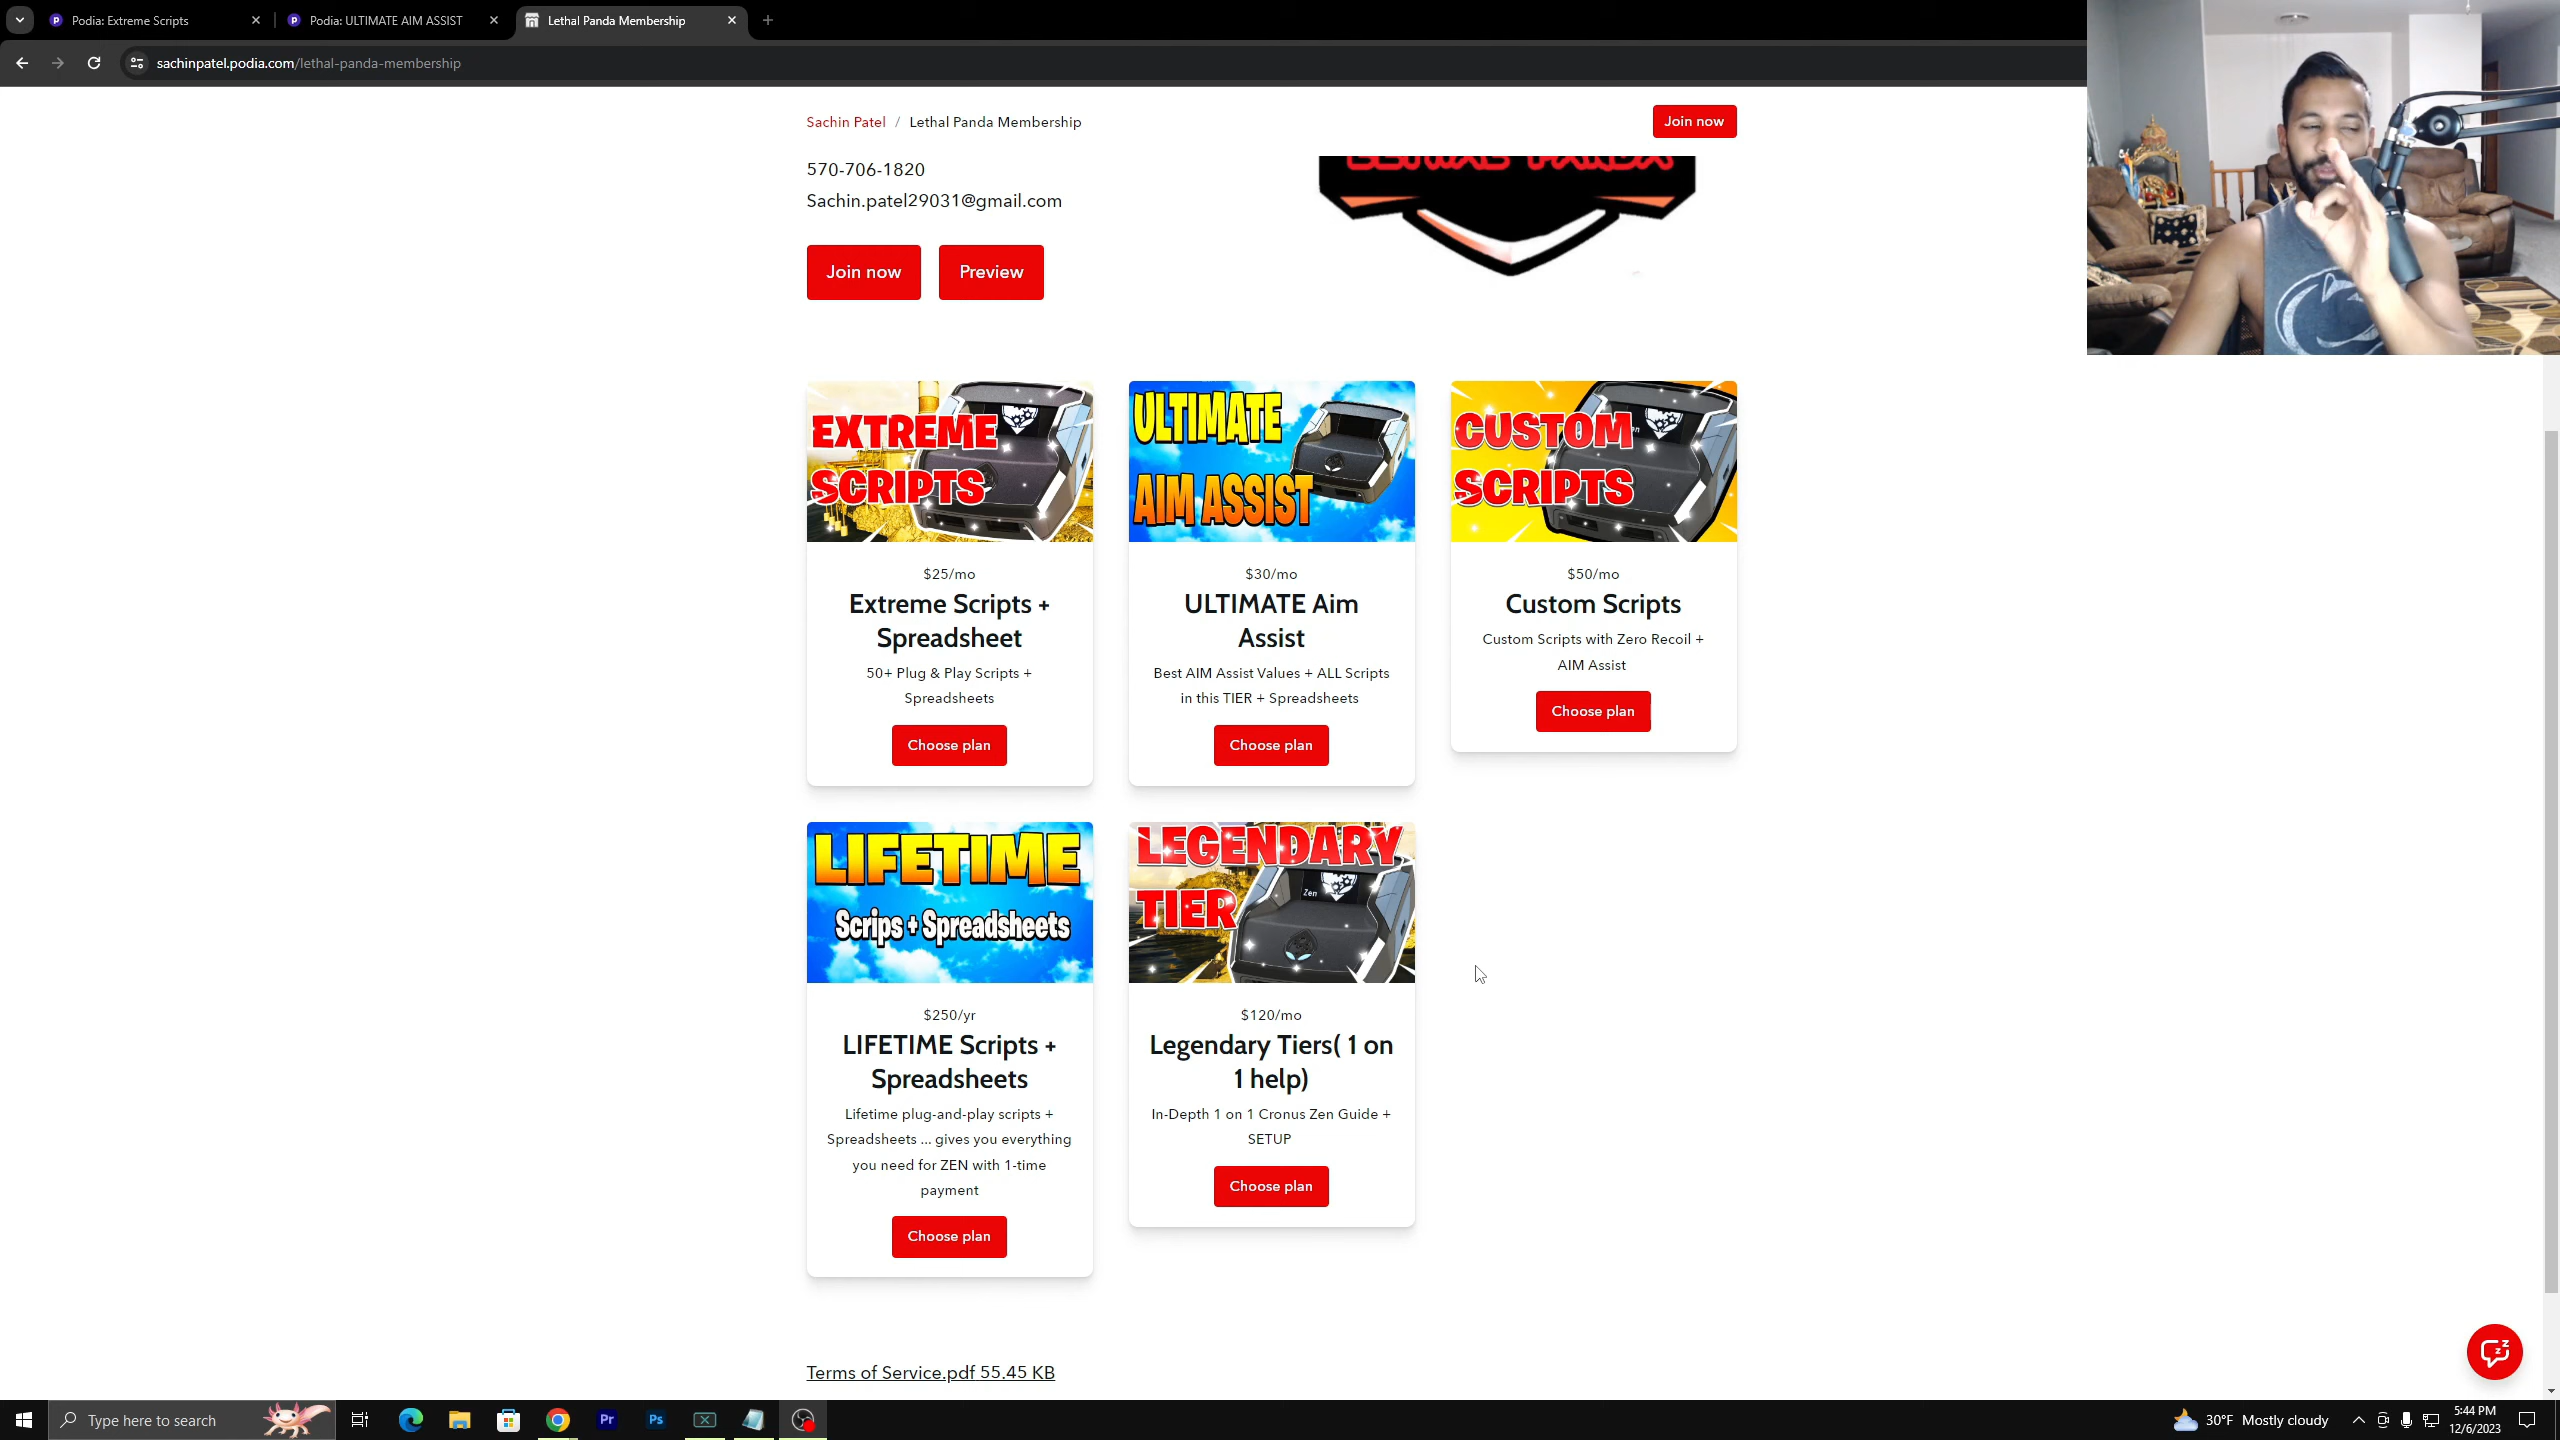 Podia: Extreme Scripts
Podia: ULTIMATE AIM ASSIST
Lethal Panda Membership
sachinpatel.podia.com/lethal-panda-membership
Sachin Patel / Lethal Panda Membership
Join now
570-706-1820
Sachin.patel29031@gmail.com
LETHAL PANDA
Join now
Preview
EXTREME
SCRIPTS
ULTIMATE
AIM ASSIST
CUSTOM
SCRIPTS
$25/mo
Extreme Scripts +
Spreadsheet
50+ Plug & Play Scripts +
Spreadsheets
Choose plan
$30/mo
ULTIMATE Aim
Assist
Best AIM Assist Values + ALL Scripts
in this TIER + Spreadsheets
Choose plan
$50/mo
Custom Scripts
Custom Scripts with Zero Recoil +
AIM Assist
Choose plan
LIFETIME
Scrips + Spreadsheets
LEGENDARY
TIER
Zen
$250/yr
LIFETIME Scripts +
Spreadsheets
Lifetime plug-and-play scripts +
Spreadsheets ... gives you everything
you need for ZEN with 1-time
payment
Choose plan
$120/mo
Legendary Tiers( 1 on
1 help)
In-Depth 1 on 1 Cronus Zen Guide +
SETUP
Choose plan
Terms of Service.pdf 55.45 KB
Type here to search
Pr
Ps
30°F Mostly cloudy
5:44 PM
12/6/2023